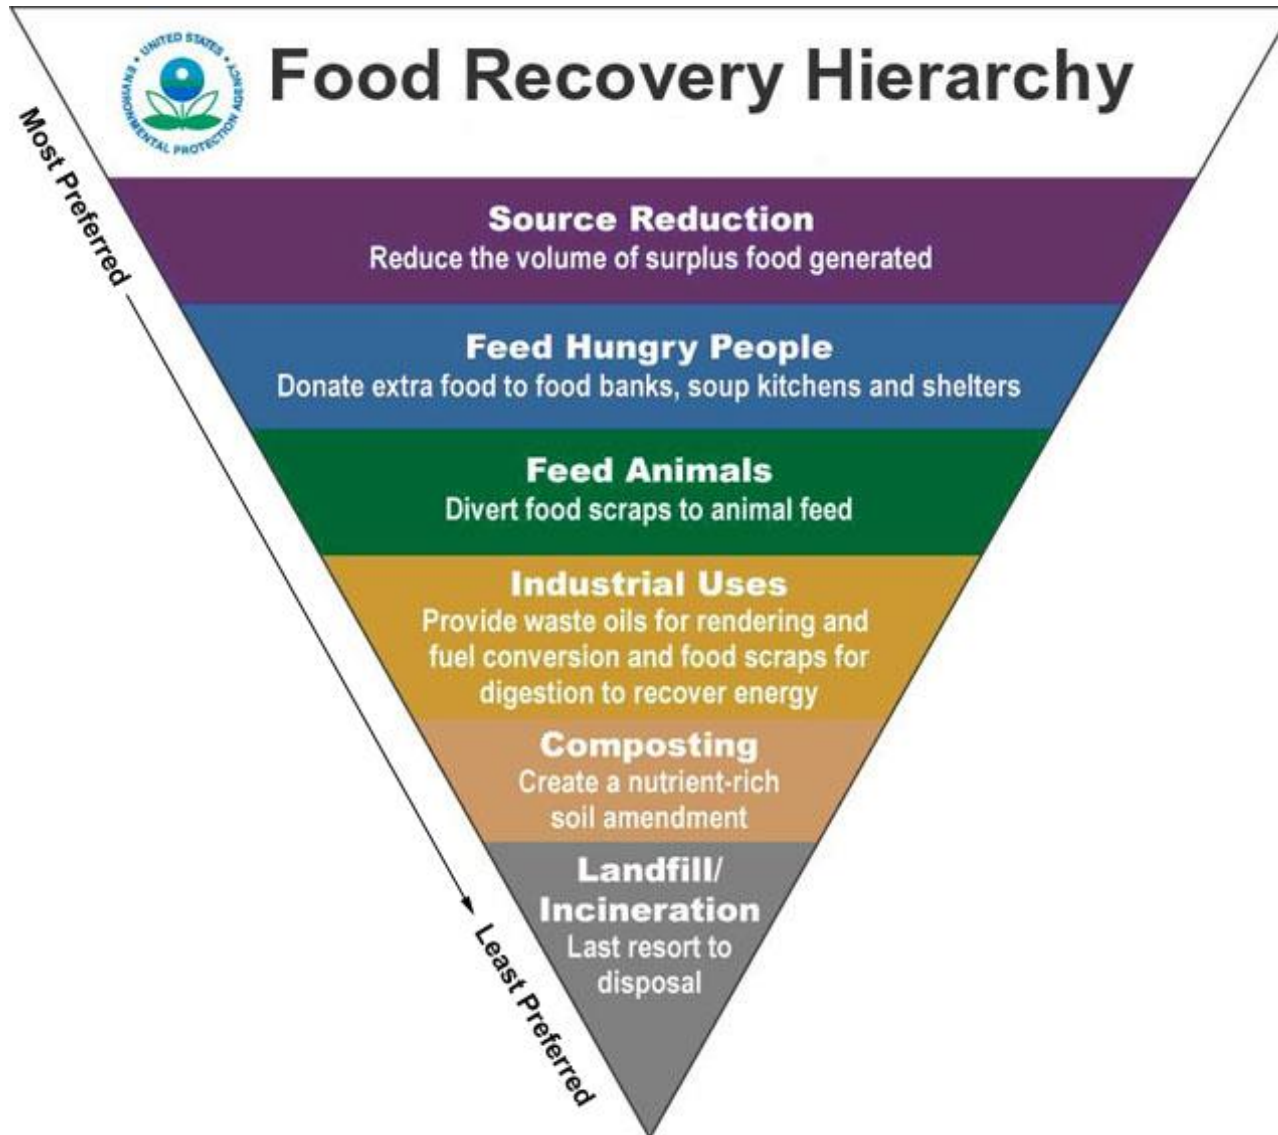 UNITED STATES • ENVIRONMENTAL PROTECTION AGENCY •
Food Recovery Hierarchy
Most Preferred
Source Reduction
Reduce the volume of surplus food generated
Feed Hungry People
Donate extra food to food banks, soup kitchens and shelters
Feed Animals
Divert food scraps to animal feed
Industrial Uses
Provide waste oils for rendering and
fuel conversion and food scraps for
digestion to recover energy
Composting
Create a nutrient-rich
soil amendment
Landfill/
Incineration
Last resort to
disposal
Least Preferred